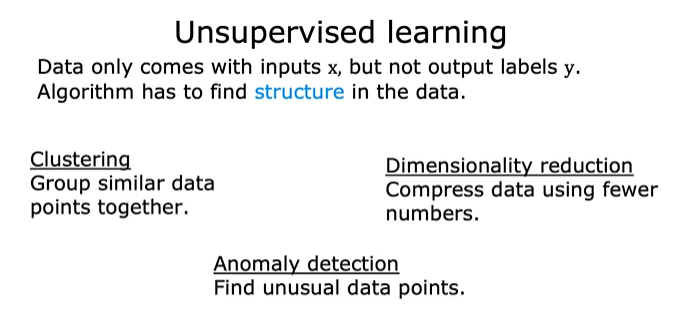 Unsupervised learning
Data only comes with inputs x, but not output labels y.
Algorithm has to find structure in the data.
Clustering
Group similar data
points together.
Dimensionality reduction
Compress data using fewer
numbers.
Anomaly detection
Find unusual data points.